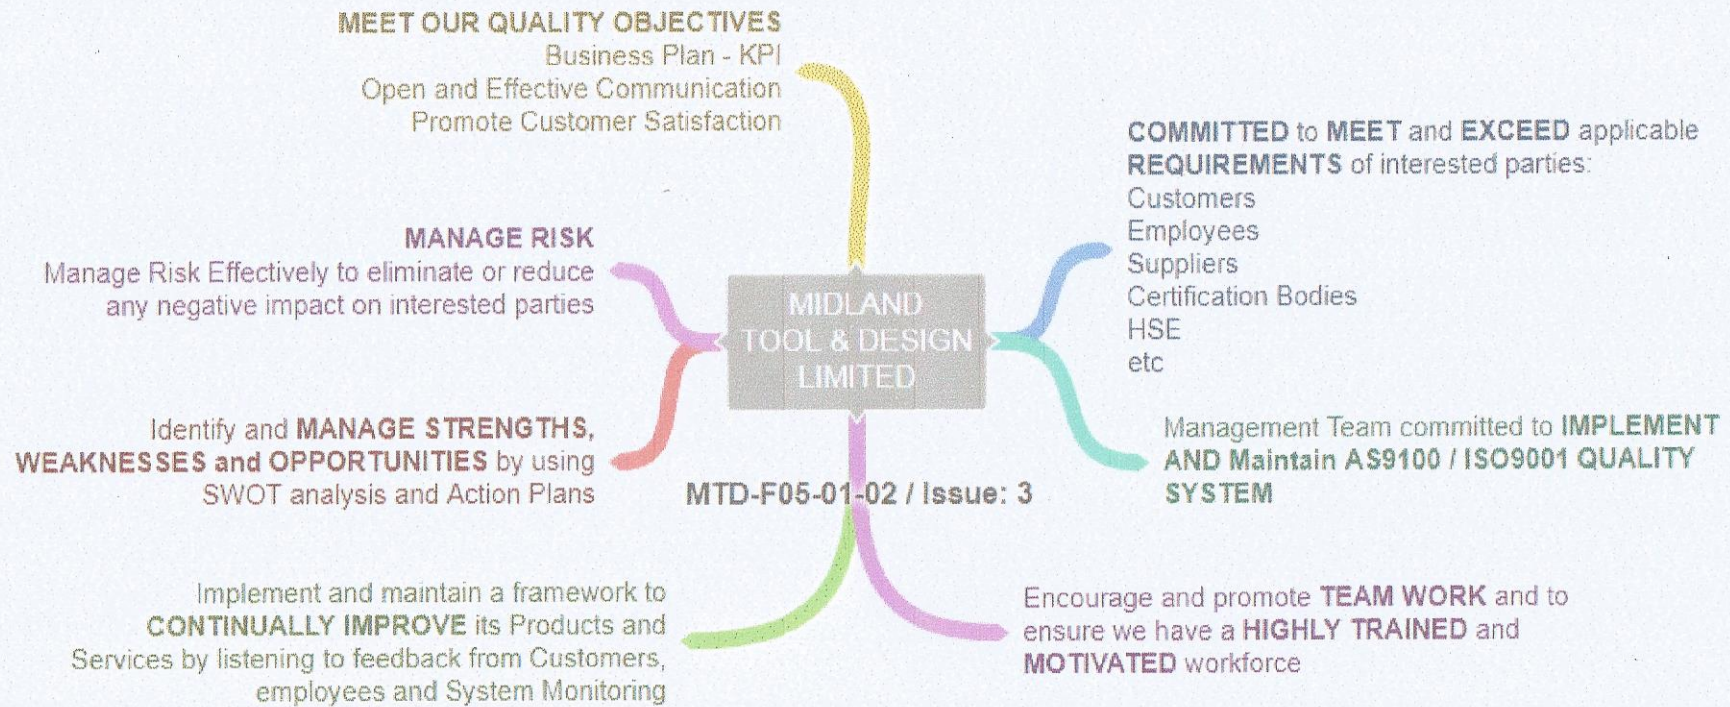 MEET OUR QUALITY OBJECTIVES
Business Plan - KPI
Open and Effective Communication
Promote Customer Satisfaction
COMMITTED to MEET and EXCEED applicable
REQUIREMENTS of interested parties:
Customers
Employees
Suppliers
Certification Bodies
HSE
etc
MANAGE RISK
Manage Risk Effectively to eliminate or reduce
any negative impact on interested parties
MIDLAND
TOOL & DESIGN
LIMITED
Identify and MANAGE STRENGTHS,
WEAKNESSES and OPPORTUNITIES by using
SWOT analysis and Action Plans
Management Team committed to IMPLEMENT
AND Maintain AS9100 / ISO9001 QUALITY
SYSTEM
MTD-F05-01-02 / Issue: 3
Implement and maintain a framework to
CONTINUALLY IMPROVE its Products and
Services by listening to feedback from Customers,
employees and System Monitoring
Encourage and promote TEAM WORK and to
ensure we have a HIGHLY TRAINED and
MOTIVATED workforce